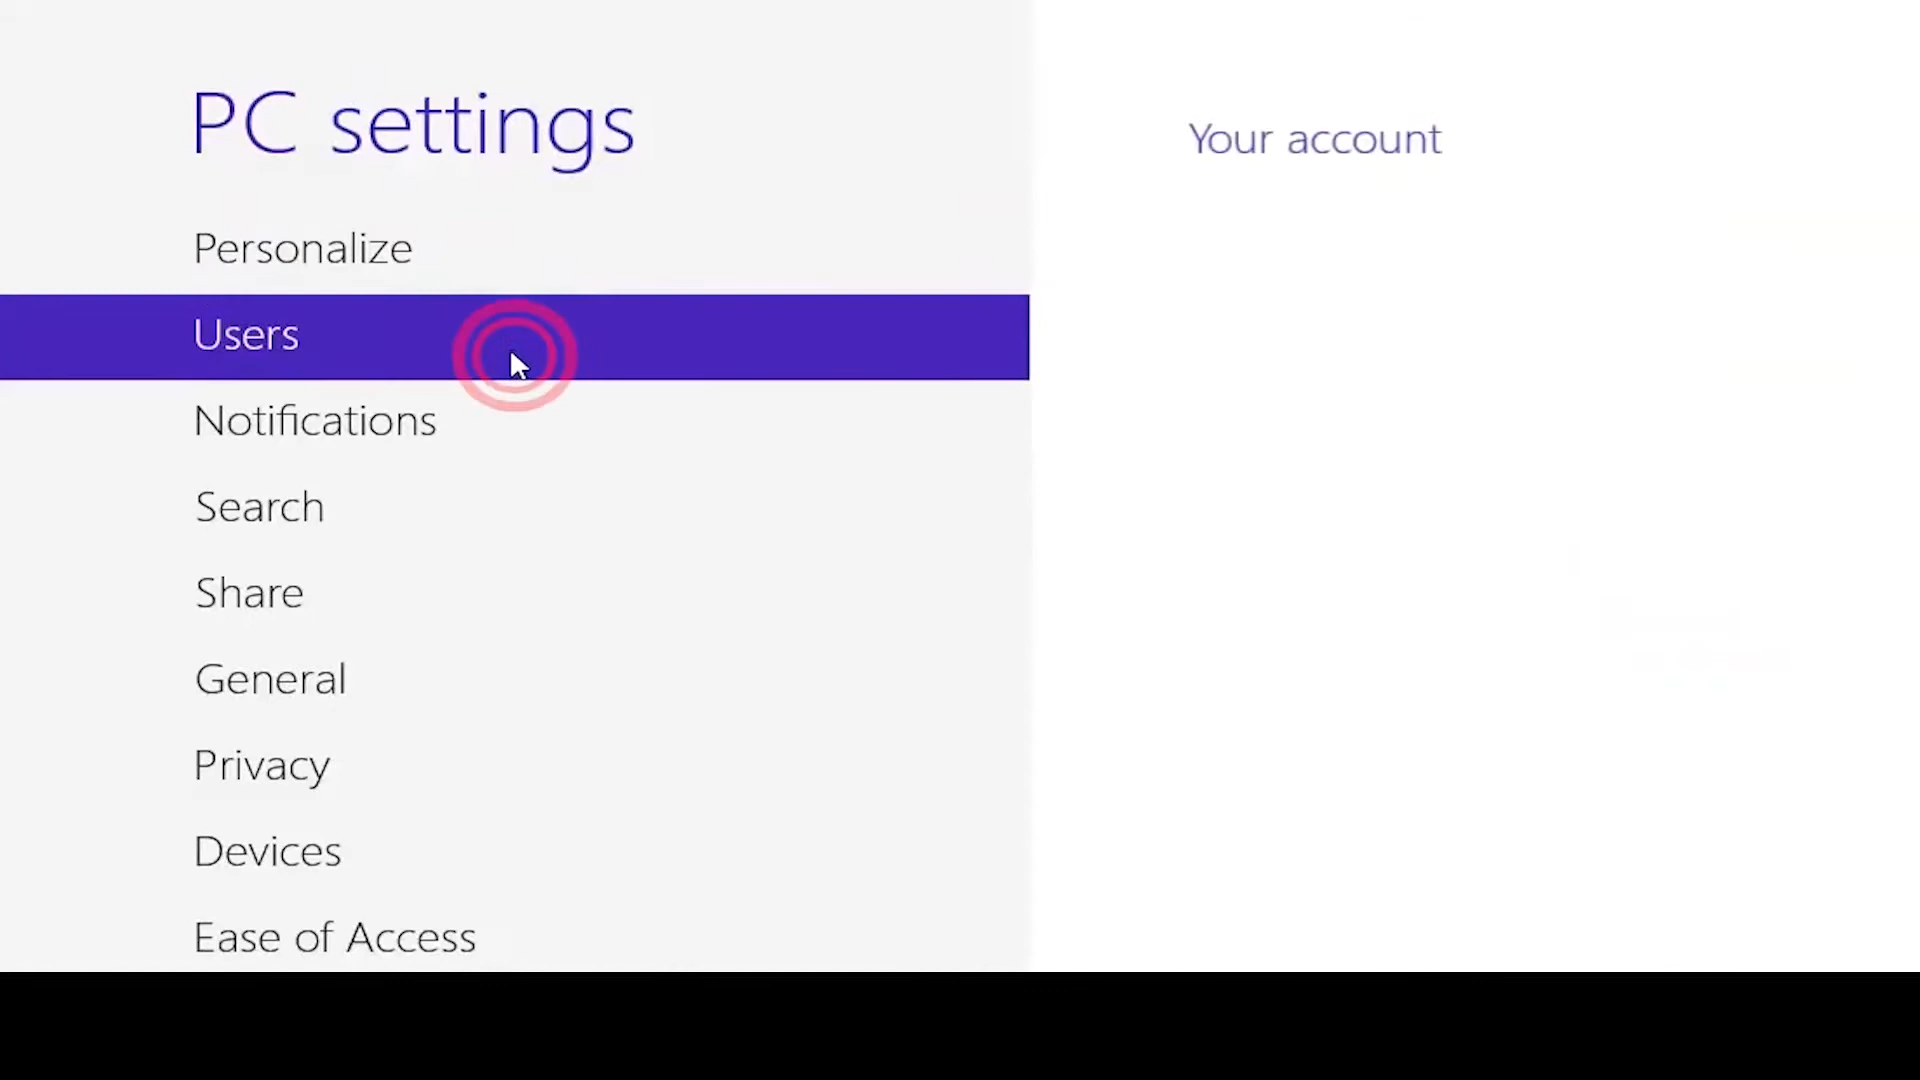 PC settings
Personalize
Users
Notifications
Search
Share
General
Privacy
Devices
Ease of Access
Your account